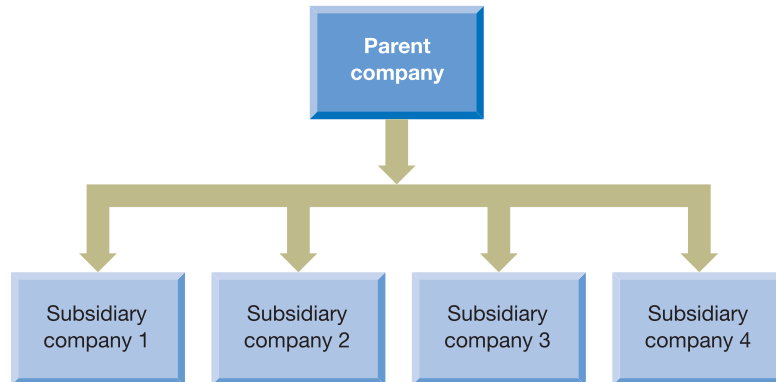 Parent
company
Subsidiary
company 1
Subsidiary
company 2
Subsidiary
company 3
Subsidiary
company 4